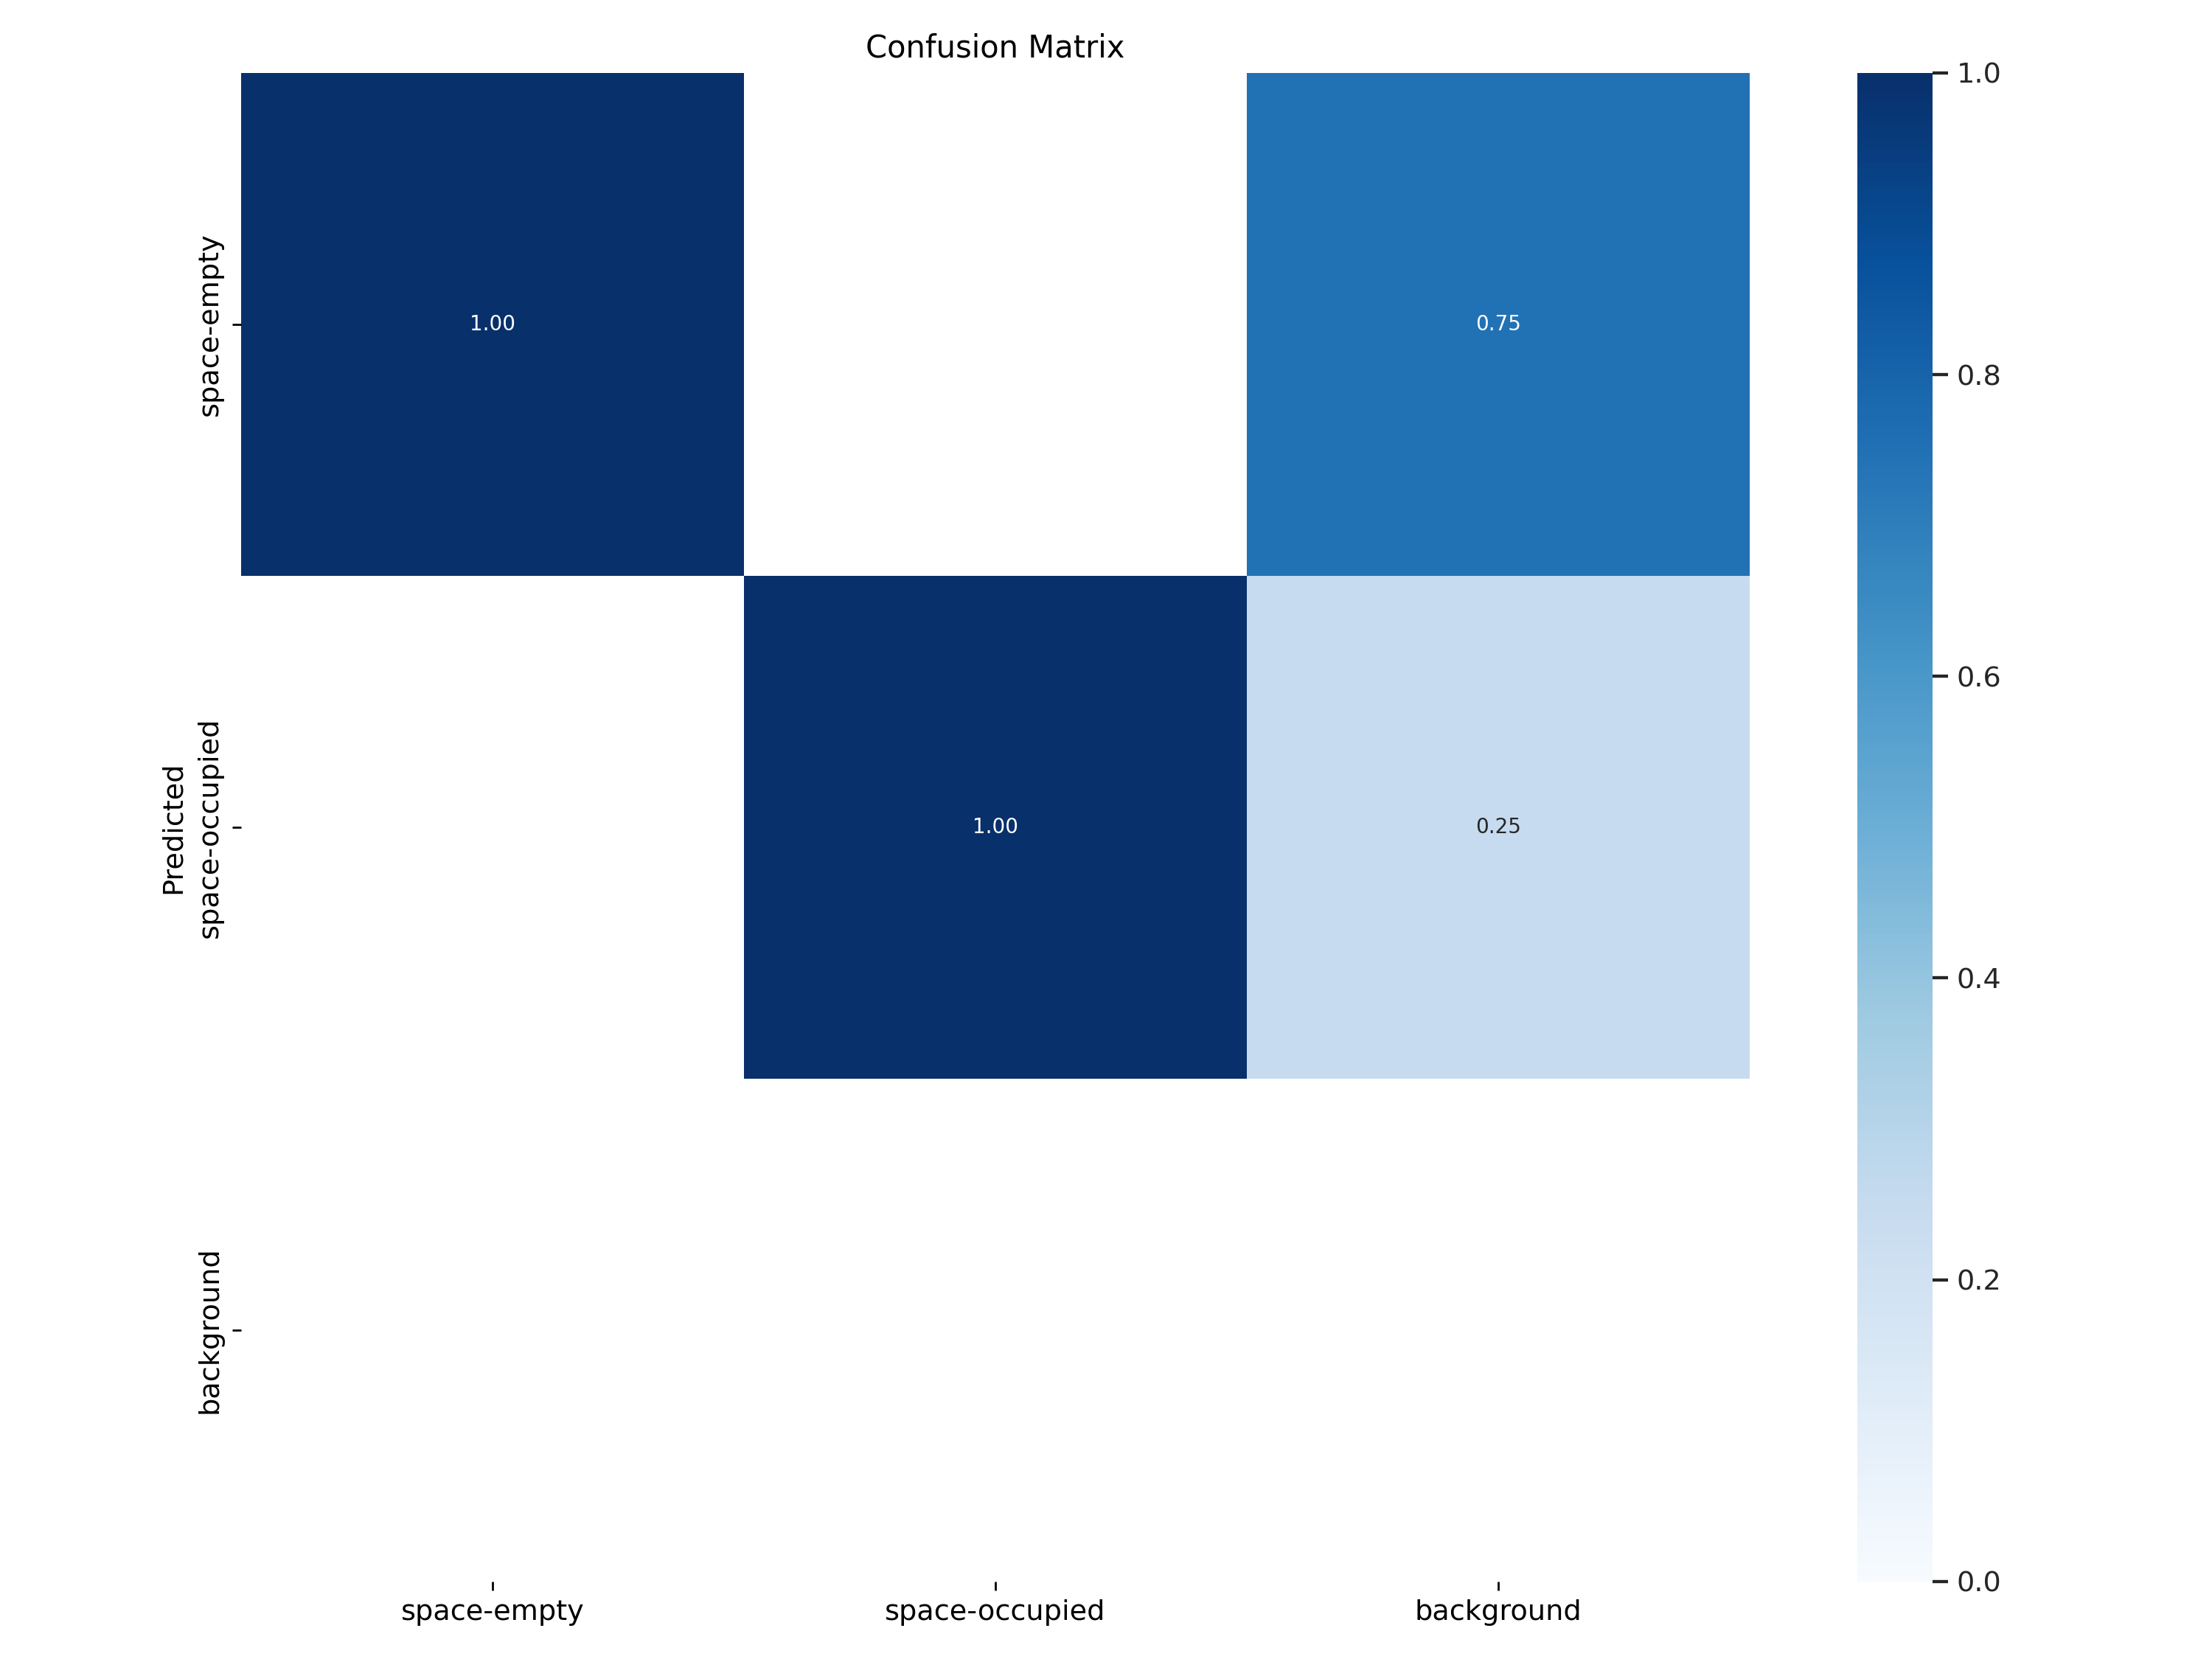 Confusion Matrix
space-empty
space-occupied
background
Predicted
1.00
0.75
1.00
0.25
space-empty
space-occupied
background
1.0
0.8
0.6
0.4
0.2
0.0